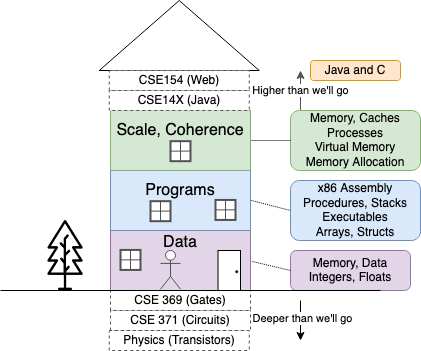 CSE154 (Web)
CSE14X (Java)
Java and C
Higher than we'll go
Scale, Coherence
Memory, Caches
Processes
Virtual Memory
Memory Allocation
Programs
x86 Assembly
Procedures, Stacks
Executables
Arrays, Structs
Data
Memory, Data
Integers, Floats
CSE 369 (Gates)
CSE 371 (Circuits)
Deeper than we'll go
Physics (Transistors)